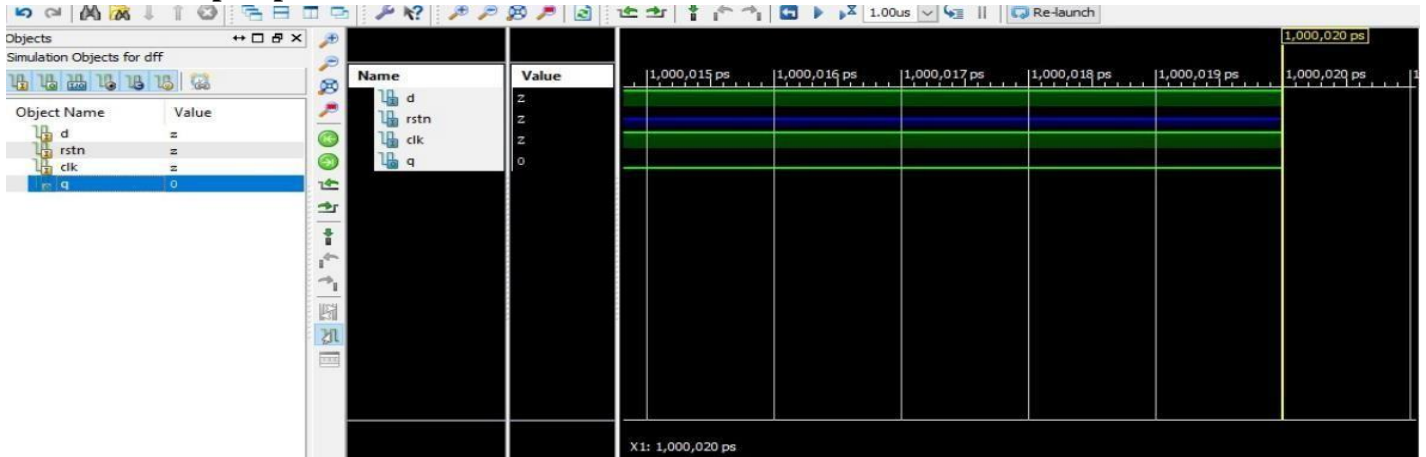 1.00us Re-launch
Objects
Simulation Objects for dff
Object Name Value
d z
rstn z
clk z
q 0
Name Value
d z
rstn z
clk z
q 0
1,000,020 ps
1,000,015 ps 1,000,016 ps 1,000,017 ps 1,000,018 ps 1,000,019 ps 1,000,020 ps
X1: 1,000,020 ps